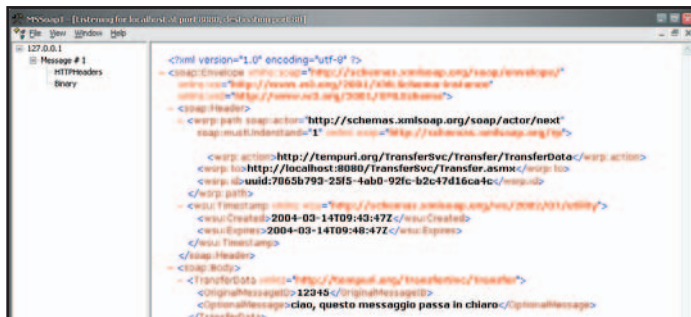 MSSoapT - [Listening for localhost at port:8080, destination port:80]
File View Window Help
127.0.0.1
Message # 1
HTTPHeaders
Binary
<?xml version="1.0" encoding="utf-8" ?>
- <soap:Envelope xmlns:soap="http://schemas.xmlsoap.org/soap/envelope/"
- <soap:Header>
- <wsrp:path soap:actor="http://schemas.xmlsoap.org/soap/actor/next"
soap:mustUnderstand="1"
<wsrp:action>http://tempuri.org/TransferSvc/Transfer/TransferData</wsrp:action>
<wsrp:to>http://localhost:8080/TransferSvc/Transfer.asmx</wsrp:to>
<wsrp:id>uuid:7065b793-25f5-4ab0-92fc-b2c47d16ca4c</wsrp:id>
</wsrp:path>
- <wsu:Timestamp
<wsu:Created>2004-03-14T09:43:47Z</wsu:Created>
<wsu:Expires>2004-03-14T09:48:47Z</wsu:Expires>
</wsu:Timestamp>
</soap:Header>
- <soap:Body>
- <TransferData
<OriginalMessageID>12345</OriginalMessageID>
<OptionalMessage>ciao, questo messaggio passa in chiaro</OptionalMessage>
</TransferData>